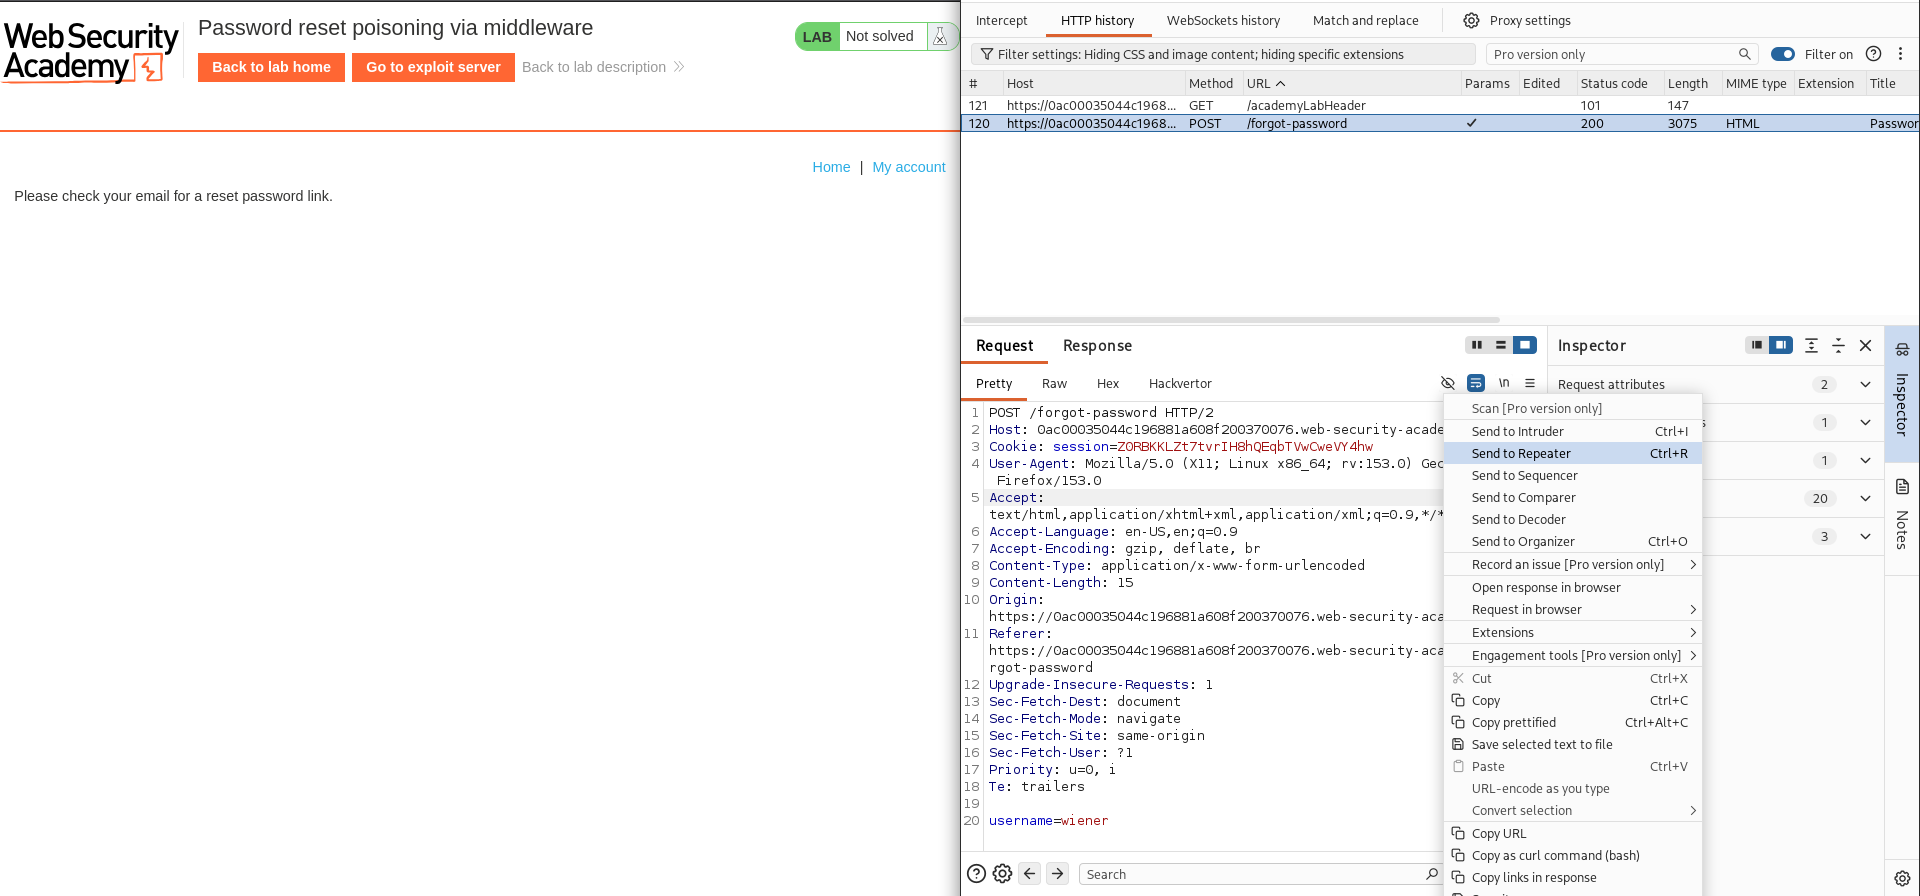 Web Security
Academy
Password reset poisoning via middleware
Back to lab home
Go to exploit server
Back to lab description
LAB
Not solved
Home | My account
Please check your email for a reset password link.
Intercept HTTP history WebSockets history Match and replace Proxy settings
Filter settings: Hiding CSS and image content; hiding specific extensions
Pro version only
Filter on
# Host Method URL Params Edited Status code Length MIME type Extension Title
121 https://0ac00035044c1968... GET /academyLabHeader 101 147
120 https://0ac00035044c1968... POST /forgot-password ✓ 200 3075 HTML Passwor
Request Response
Pretty Raw Hex Hackvertor \n
1 POST /forgot-password HTTP/2
2 Host: 0ac00035044c196881a608f200370076.web-security-acade
3 Cookie: session=ZORBKKLZt7tvrIH8hQEqbTVwCweVY4hw
4 User-Agent: Mozilla/5.0 (X11; Linux x86_64; rv:153.0) Gec
Firefox/153.0
5 Accept:
text/html,application/xhtml+xml,application/xml;q=0.9,*/*
6 Accept-Language: en-US,en;q=0.9
7 Accept-Encoding: gzip, deflate, br
8 Content-Type: application/x-www-form-urlencoded
9 Content-Length: 15
10 Origin:
https://0ac00035044c196881a608f200370076.web-security-aca
11 Referer:
https://0ac00035044c196881a608f200370076.web-security-aca
rgot-password
12 Upgrade-Insecure-Requests: 1
13 Sec-Fetch-Dest: document
14 Sec-Fetch-Mode: navigate
15 Sec-Fetch-Site: same-origin
16 Sec-Fetch-User: ?1
17 Priority: u=0, i
18 Te: trailers
19
20 username=wiener
Search
Inspector
Request attributes 2
s 1
1
20
3
Inspector
Notes
Scan [Pro version only]
Send to Intruder Ctrl+I
Send to Repeater Ctrl+R
Send to Sequencer
Send to Comparer
Send to Decoder
Send to Organizer Ctrl+O
Record an issue [Pro version only]
Open response in browser
Request in browser
Extensions
Engagement tools [Pro version only]
Cut Ctrl+X
Copy Ctrl+C
Copy prettified Ctrl+Alt+C
Save selected text to file
Paste Ctrl+V
URL-encode as you type
Convert selection
Copy URL
Copy as curl command (bash)
Copy links in response